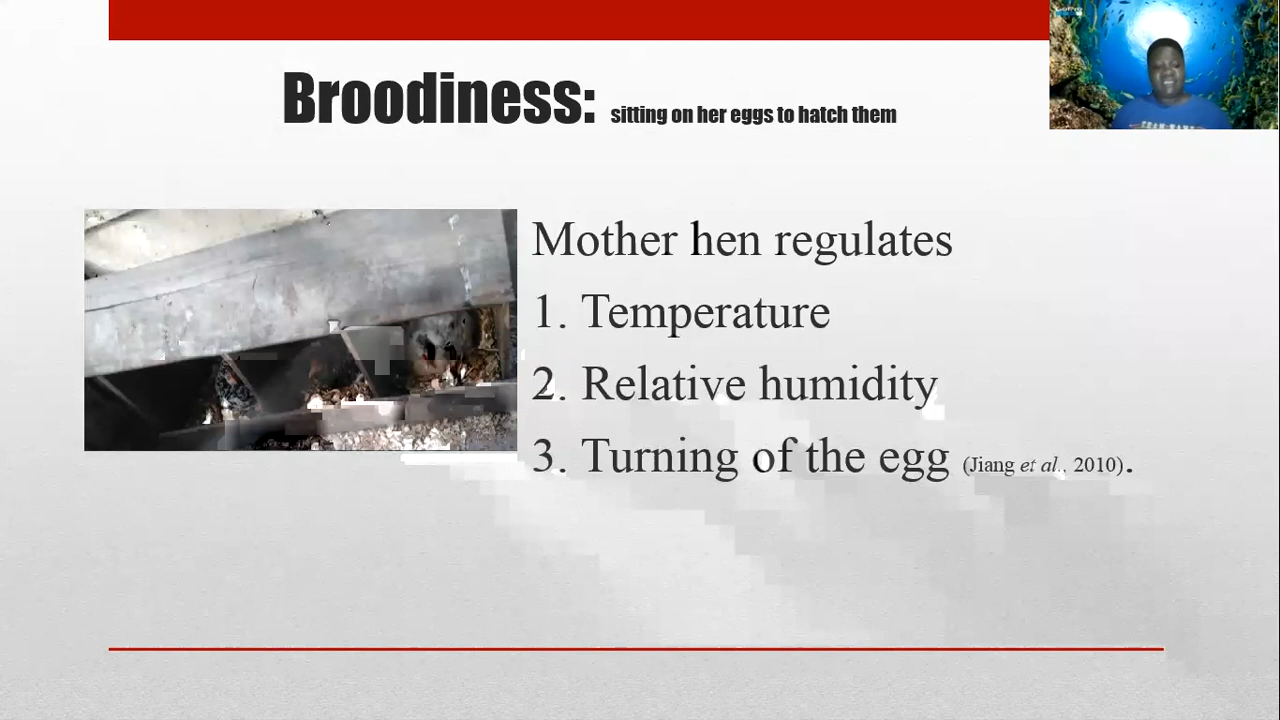 Broodiness: sitting on her eggs to hatch them
Mother hen regulates
1. Temperature
2. Relative humidity
3. Turning of the egg (Jiang et al., 2010).